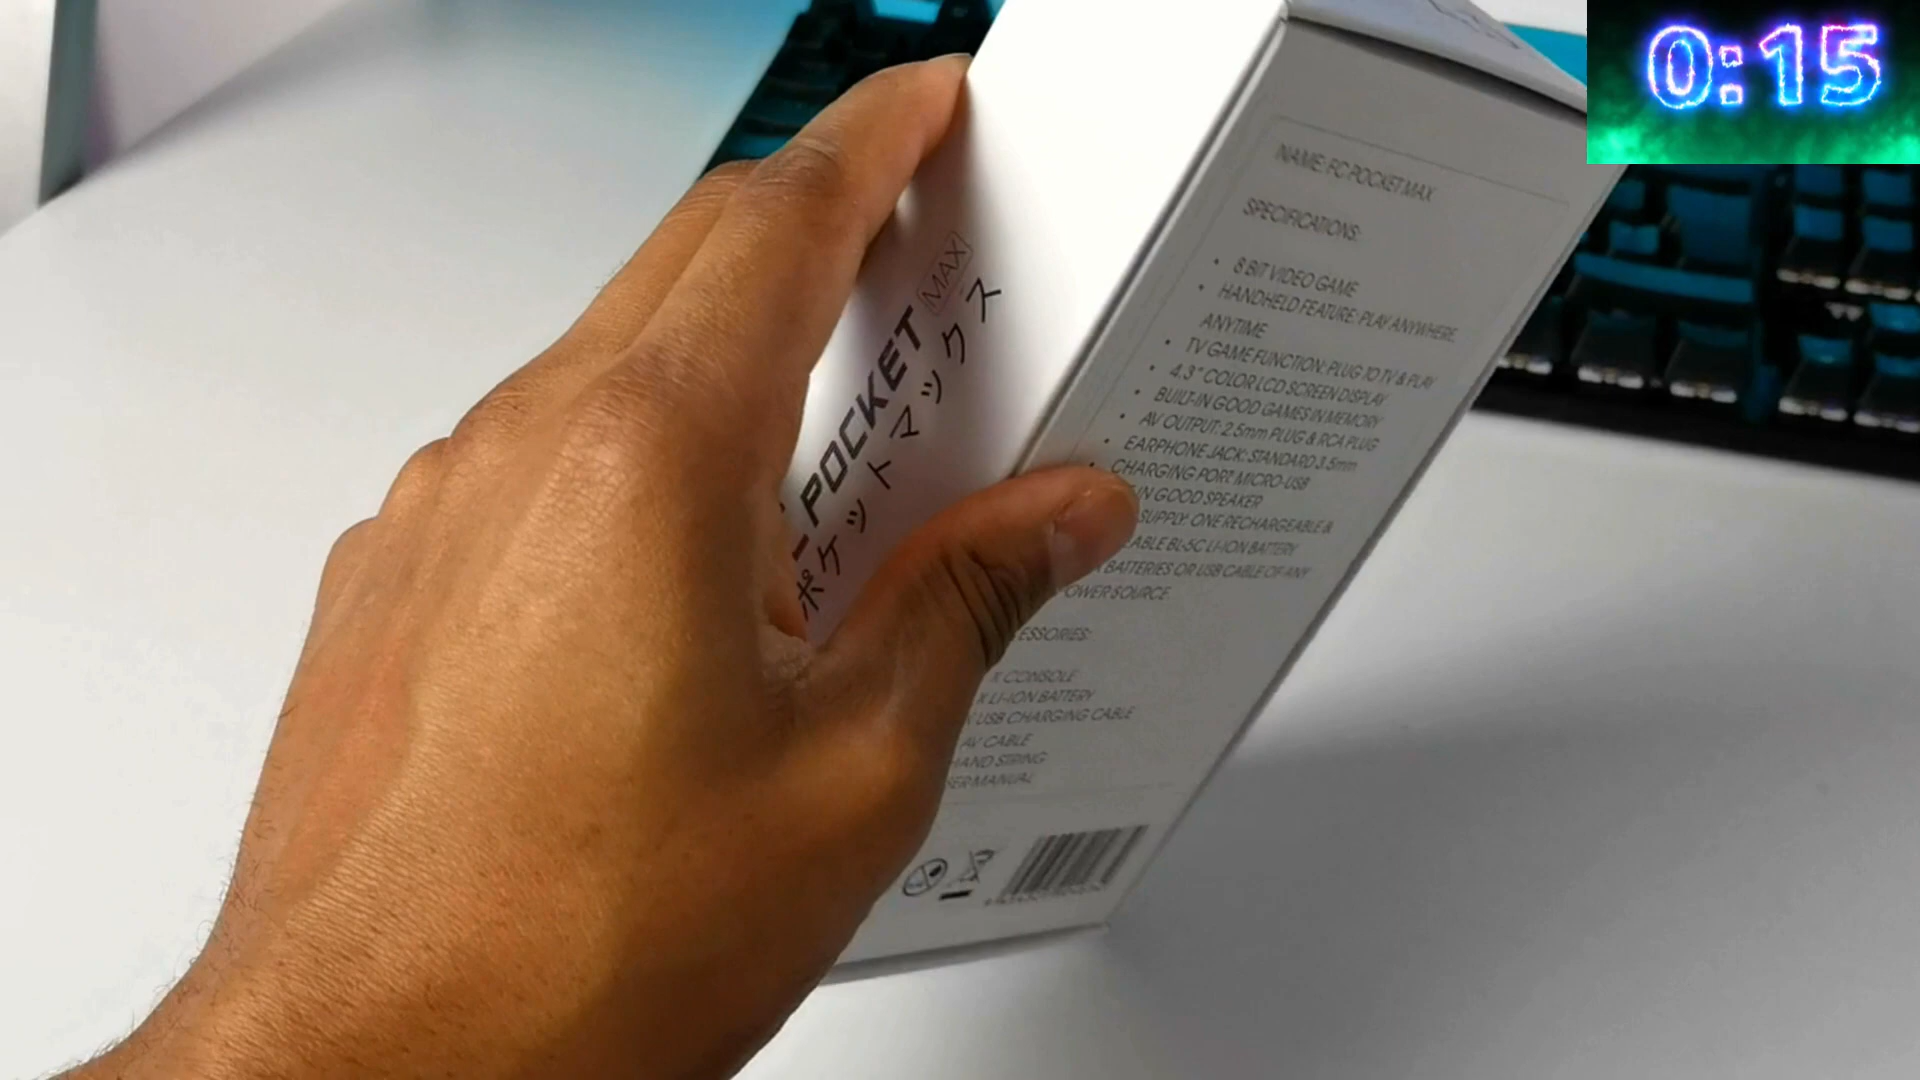 0:15
POCKET MAX
ポケットマックス
NAME: FC POCKET MAX
SPECIFICATIONS:
• 8 BIT VIDEO GAME
• HANDHELD FEATURE: PLAY ANYWHERE,
ANYTIME
• TV GAME FUNCTION: PLUG TO TV & PLAY
• 4.3" COLOR LCD SCREEN DISPLAY
• BUILT-IN GOOD GAMES IN MEMORY
• AV OUTPUT: 2.5mm PLUG & RCA PLUG
• EARPHONE JACK: STANDARD 3.5mm
• CHARGING PORT: MICRO-USB
-IN GOOD SPEAKER
SUPPLY: ONE RECHARGEABLE &
BL-5C LI-ION BATTERY
BATTERIES OR USB CABLE OF ANY
POWER SOURCE.
X CONSOLE
X LI-ION BATTERY
X USB CHARGING CABLE
AV CABLE
HAND STRING
MANUAL